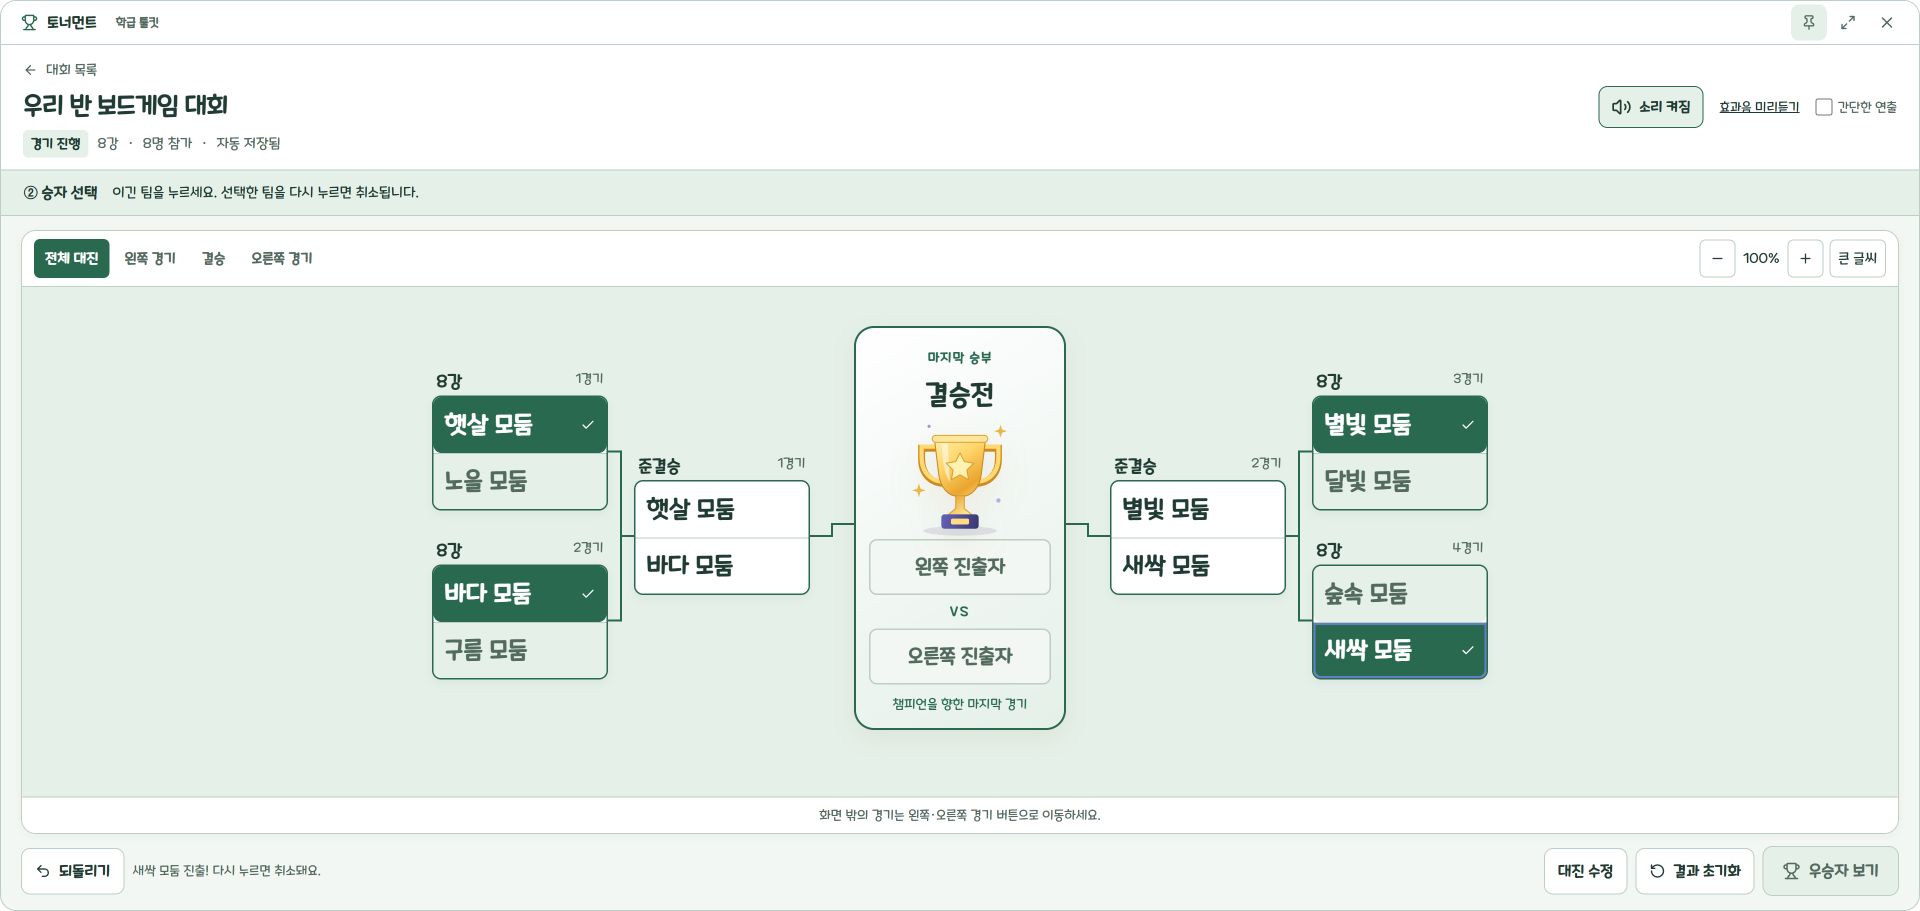 토너먼트 학급 툴킷
← 대회 목록
우리 반 보드게임 대회
경기 진행 8강 · 8명 참가 · 자동 저장됨
소리 켜짐 효과음 미리듣기 간단한 연출
② 승자 선택 이긴 팀을 누르세요. 선택한 팀을 다시 누르면 취소됩니다.
전체 대진 왼쪽 경기 결승 오른쪽 경기
− 100% + 큰 글씨
8강 1경기
햇살 모둠
노을 모둠
8강 2경기
바다 모둠
구름 모둠
준결승 1경기
햇살 모둠
바다 모둠
마지막 승부
결승전
왼쪽 진출자
VS
오른쪽 진출자
챔피언을 향한 마지막 경기
준결승 2경기
별빛 모둠
새싹 모둠
8강 3경기
별빛 모둠
달빛 모둠
8강 4경기
숲속 모둠
새싹 모둠
화면 밖의 경기는 왼쪽·오른쪽 경기 버튼으로 이동하세요.
되돌리기 새싹 모둠 진출! 다시 누르면 취소돼요.
대진 수정 결과 초기화 우승자 보기